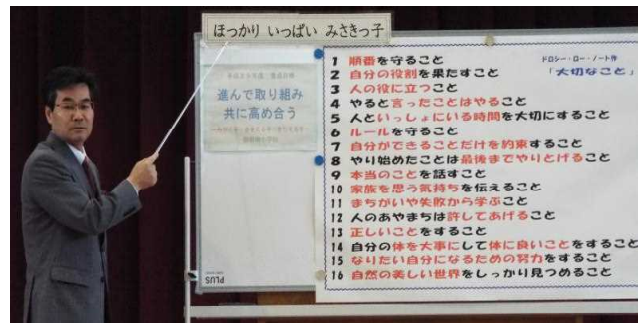 ほっかり いっぱい みさきっ子
進んで取り組み
共に高め合う
ドロシー・ロー・ノート作
「大切なこと」
1 順番を守ること
2 自分の役割を果たすこと
3 人の役に立つこと
4 やると言ったことはやること
5 人といっしょにいる時間を大切にすること
6 ルールを守ること
7 自分ができることだけを約束すること
8 やり始めたことは最後までやりとげること
9 本当のことを話すこと
10 家族を思う気持ちを伝えること
11 まちがいや失敗から学ぶこと
12 人のあやまちは許してあげること
13 正しいことをすること
14 自分の体を大事にして体に良いことをすること
15 なりたい自分になるための努力をすること
16 自然の美しい世界をしっかり見つめること
PLUS